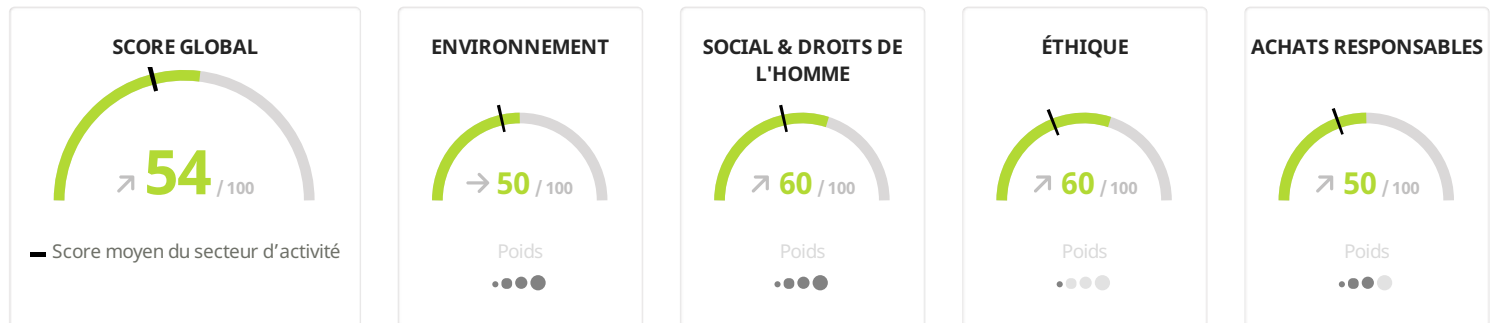 SCORE GLOBAL
54 / 100
Score moyen du secteur d’activité
ENVIRONNEMENT
50 / 100
Poids
SOCIAL & DROITS DE
L'HOMME
60 / 100
Poids
ÉTHIQUE
60 / 100
Poids
ACHATS RESPONSABLES
50 / 100
Poids